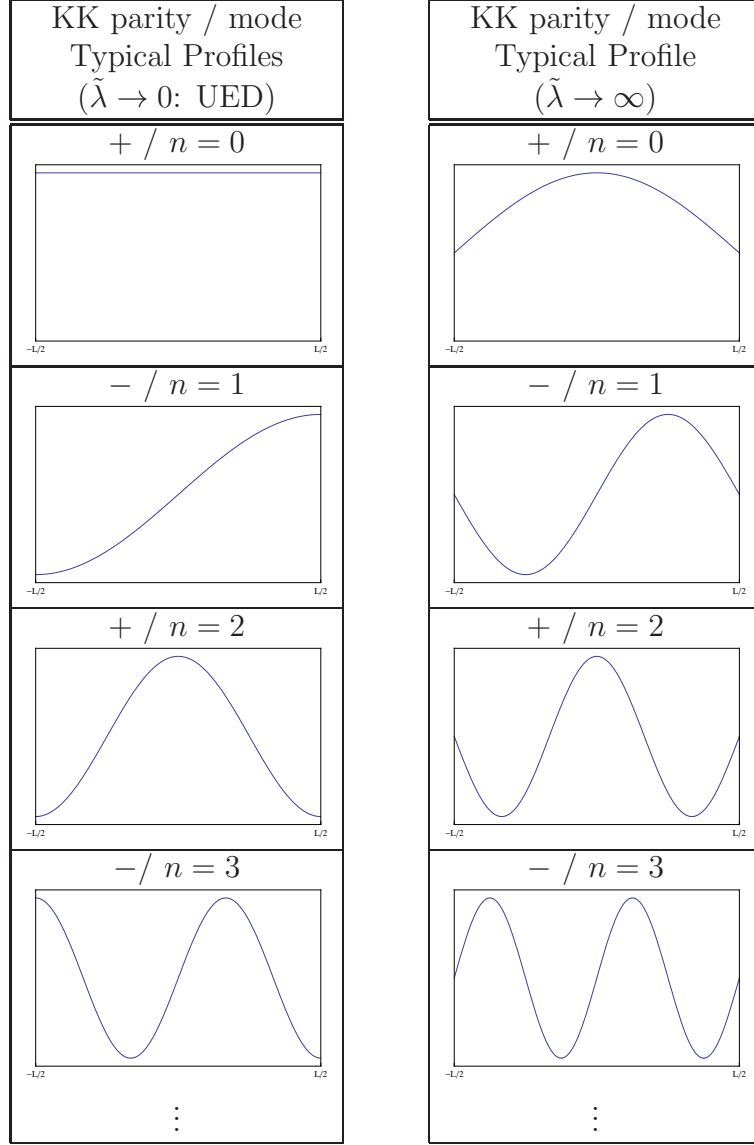 KK parity / mode
Typical Profiles
(λ̃ → 0: UED)
+ / n = 0
−L/2 L/2
− / n = 1
−L/2 L/2
+ / n = 2
−L/2 L/2
−/ n = 3
−L/2 L/2
⋮
KK parity / mode
Typical Profile
(λ̃ → ∞)
+ / n = 0
−L/2 L/2
− / n = 1
−L/2 L/2
+ / n = 2
−L/2 L/2
− / n = 3
−L/2 L/2
⋮